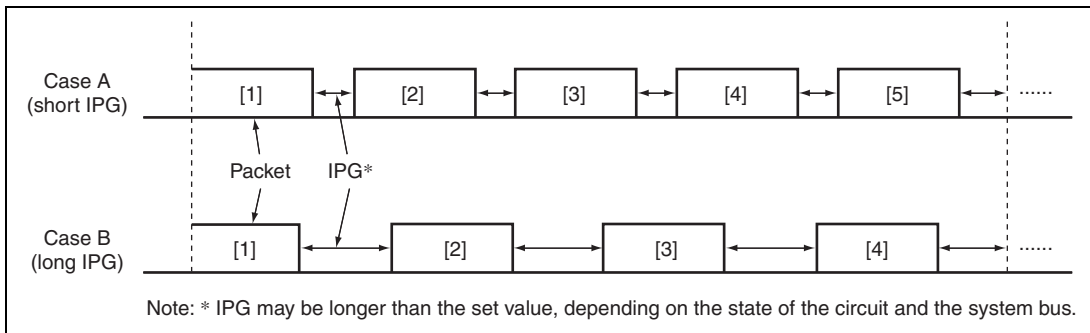 Case A
(short IPG)
[1]
[2]
[3]
[4]
[5]
......
Packet
IPG*
Case B
(long IPG)
[1]
[2]
[3]
[4]
......
Note: * IPG may be longer than the set value, depending on the state of the circuit and the system bus.